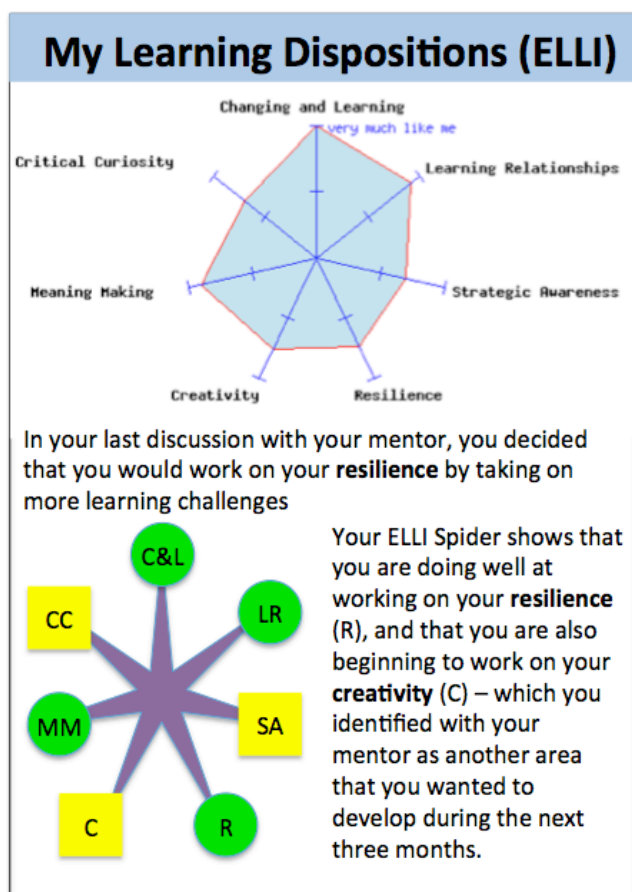 My Learning Dispositions (ELLI)
Changing and Learning
very much like me
Critical Curiosity
Learning Relationships
Meaning Making
Strategic Awareness
Creativity
Resilience
In your last discussion with your mentor, you decided
that you would work on your resilience by taking on
more learning challenges
C&L
CC
LR
MM
SA
C
R
Your ELLI Spider shows that
you are doing well at
working on your resilience
(R), and that you are also
beginning to work on your
creativity (C) – which you
identified with your
mentor as another area
that you wanted to
develop during the next
three months.